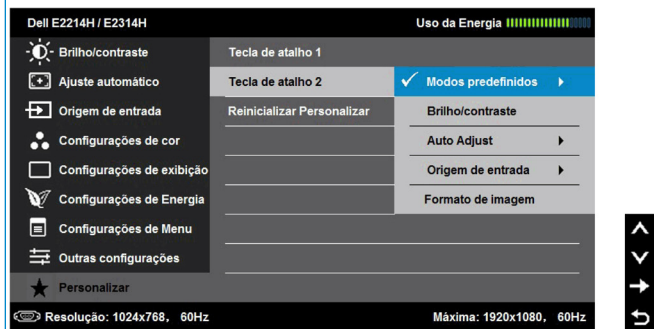 Dell E2214H / E2314H Uso da Energia
Brilho/contraste Tecla de atalho 1
Ajuste automático Tecla de atalho 2 Modos predefinidos
Origem de entrada Reinicializar Personalizar Brilho/contraste
Configurações de cor Auto Adjust
Configurações de exibição Origem de entrada
Configurações de Energia Formato de imagem
Configurações de Menu
Outras configurações
Personalizar
Resolução: 1024x768, 60Hz Máxima: 1920x1080, 60Hz